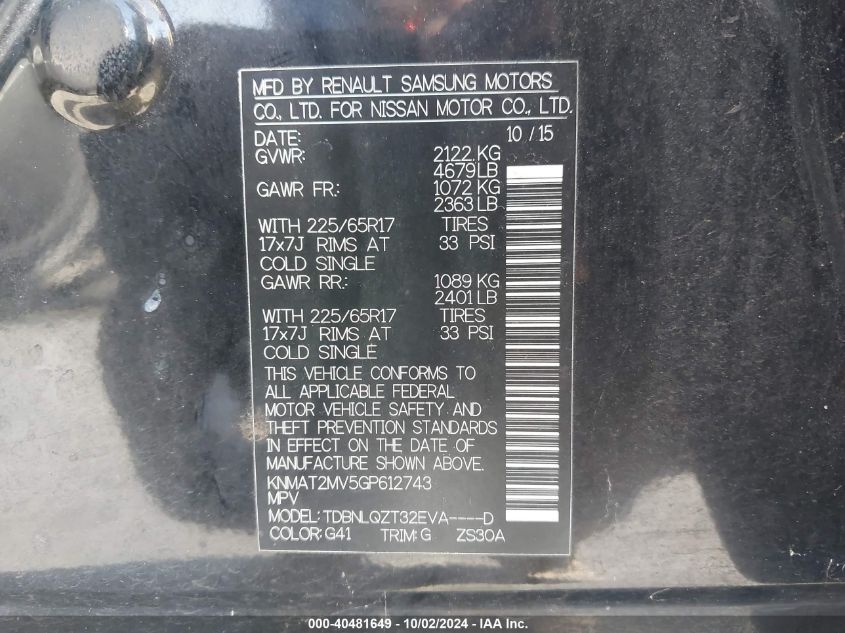 MFD BY RENAULT SAMSUNG MOTORS
CO., LTD. FOR NISSAN MOTOR CO., LTD.
DATE: 10 / 15
GVWR: 2122 KG
4679 LB
GAWR FR.: 1072 KG
2363 LB
WITH 225/65R17 TIRES
17x7J RIMS AT 33 PSI
COLD SINGLE
GAWR RR.: 1089 KG
2401 LB
WITH 225/65R17 TIRES
17x7J RIMS AT 33 PSI
COLD SINGLE
THIS VEHICLE CONFORMS TO
ALL APPLICABLE FEDERAL
MOTOR VEHICLE SAFETY AND
THEFT PREVENTION STANDARDS
IN EFFECT ON THE DATE OF
MANUFACTURE SHOWN ABOVE.
KNMAT2MV5GP612743
MPV
MODEL: TDBNLQZT32EVA----D
COLOR: G41 TRIM: G ZS30A
000-40481649 - 10/02/2024 - IAA Inc.